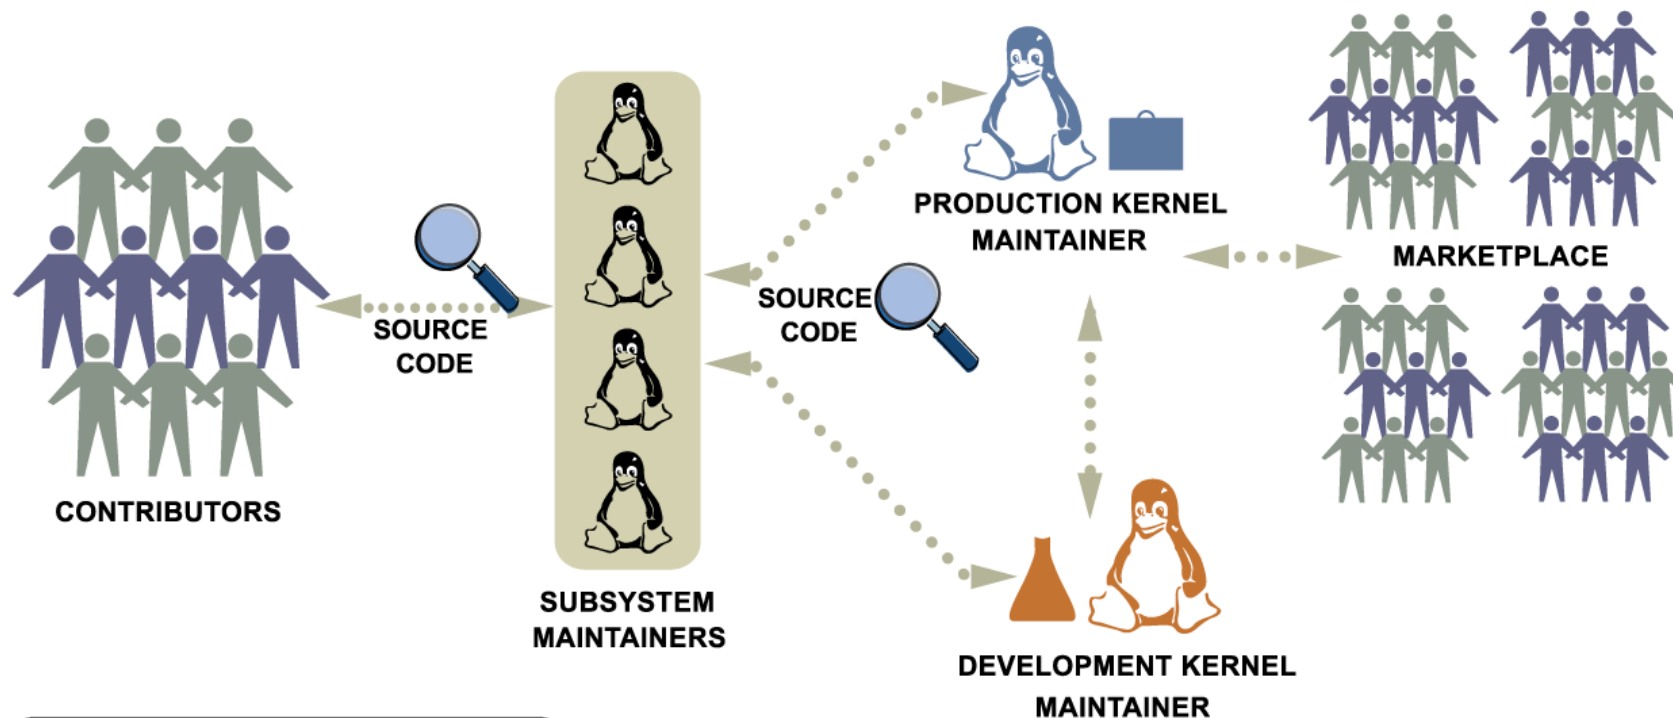 CONTRIBUTORS
SOURCE
CODE
SUBSYSTEM
MAINTAINERS
SOURCE
CODE
PRODUCTION KERNEL
MAINTAINER
DEVELOPMENT KERNEL
MAINTAINER
MARKETPLACE